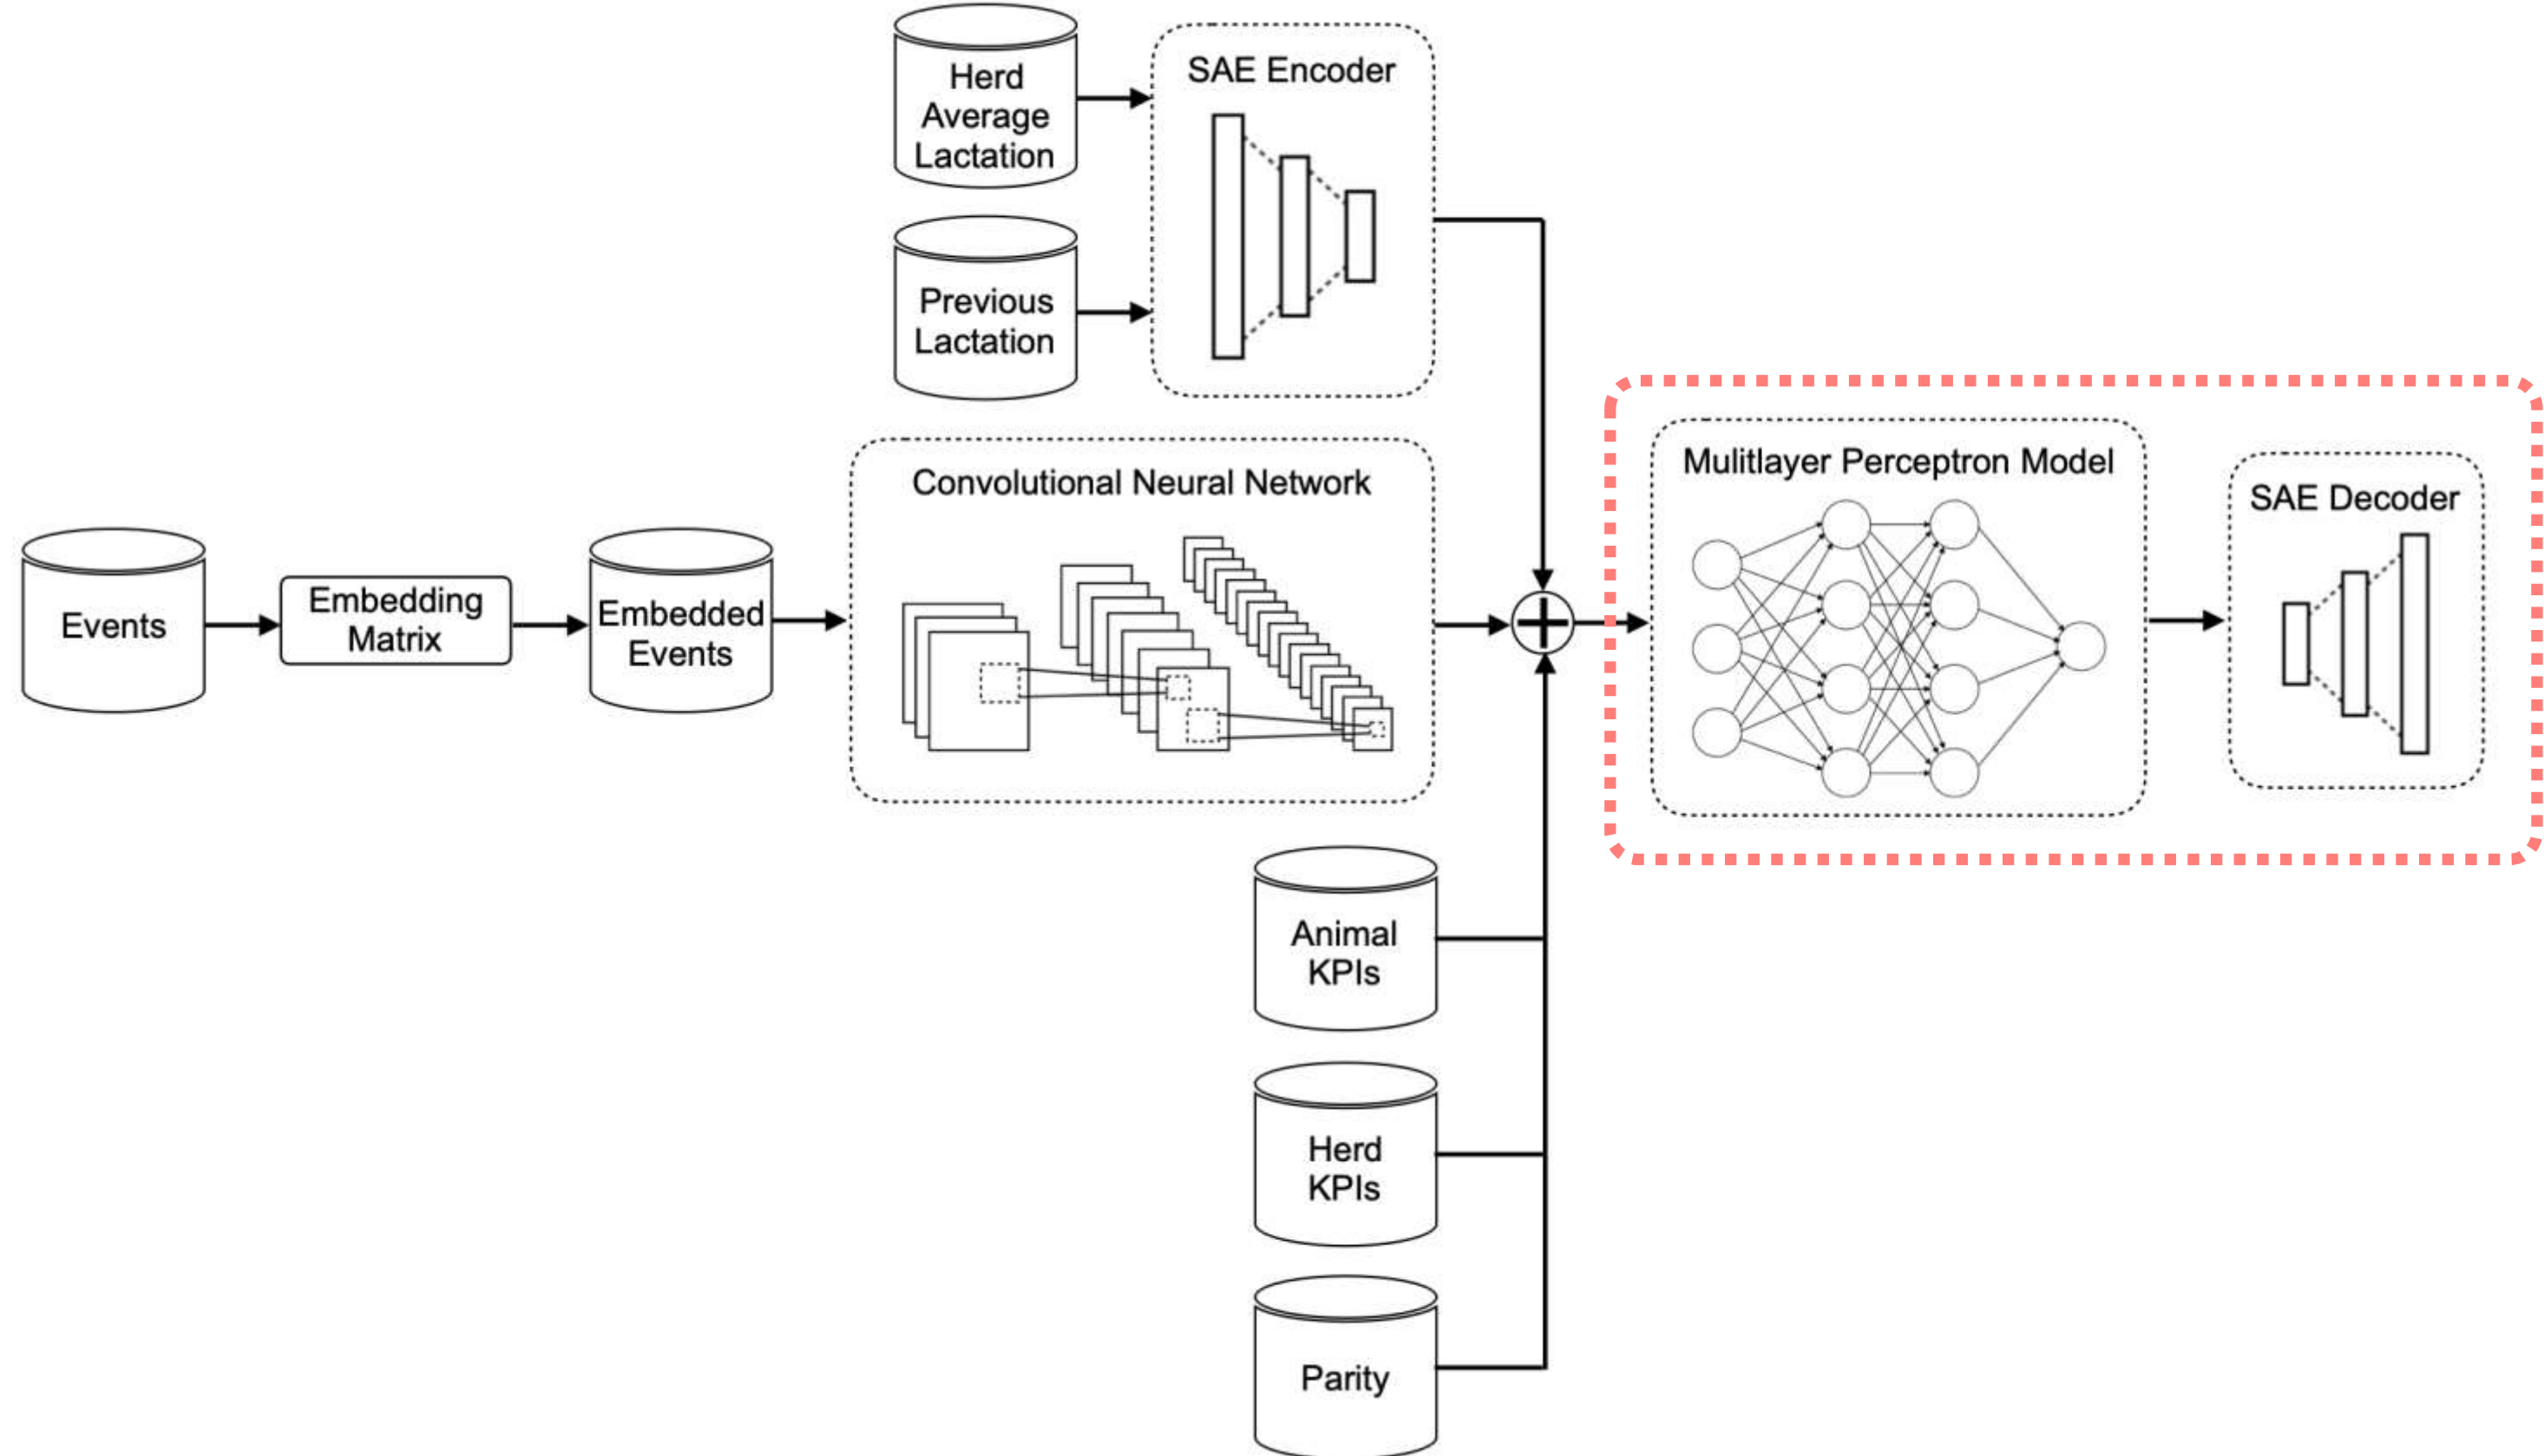 Herd
Average
Lactation
SAE Encoder
Previous
Lactation
Convolutional Neural Network
Mulitlayer Perceptron Model
SAE Decoder
Events
Embedding
Matrix
Embedded
Events
Animal
KPIs
Herd
KPIs
Parity